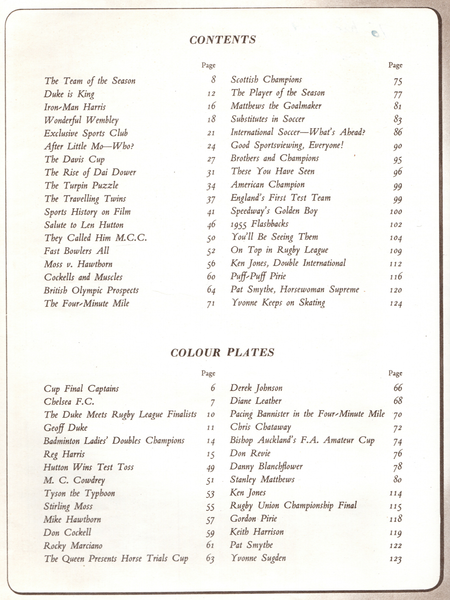 CONTENTS
Page
The Team of the Season 8
Duke is King 12
Iron-Man Harris 16
Wonderful Wembley 18
Exclusive Sports Club 21
After Little Mo—Who? 24
The Davis Cup 27
The Rise of Dai Dower 31
The Turpin Puzzle 34
The Travelling Twins 37
Sports History on Film 41
Salute to Len Hutton 46
They Called Him M.C.C. 50
Fast Bowlers All 52
Moss v. Hawthorn 56
Cockells and Muscles 60
British Olympic Prospects 64
The Four-Minute Mile 71
Page
Scottish Champions 75
The Player of the Season 77
Matthews the Goalmaker 81
Substitutes in Soccer 83
International Soccer—What's Ahead? 86
Good Sportsviewing, Everyone! 90
Brothers and Champions 95
These You Have Seen 96
American Champion 99
England's First Test Team 99
Speedway's Golden Boy 100
1955 Flashbacks 102
You'll Be Seeing Them 104
On Top in Rugby League 109
Ken Jones, Double International 112
Puff-Puff Pirie 116
Pat Smythe, Horsewoman Supreme 120
Yvonne Keeps on Skating 124
COLOUR PLATES
Page
Cup Final Captains 6
Chelsea F.C. 7
The Duke Meets Rugby League Finalists 10
Geoff Duke 11
Badminton Ladies' Doubles Champions 14
Reg Harris 15
Hutton Wins Test Toss 49
M. C. Cowdrey 51
Tyson the Typhoon 53
Stirling Moss 55
Mike Hawthorn 57
Don Cockell 59
Rocky Marciano 61
The Queen Presents Horse Trials Cup 63
Page
Derek Johnson 66
Diane Leather 68
Pacing Bannister in the Four-Minute Mile 70
Chris Chataway 72
Bishop Auckland's F.A. Amateur Cup 74
Don Revie 76
Danny Blanchflower 78
Stanley Matthews 80
Ken Jones 114
Rugby Union Championship Final 115
Gordon Pirie 118
Keith Harrison 119
Pat Smythe 122
Yvonne Sugden 123